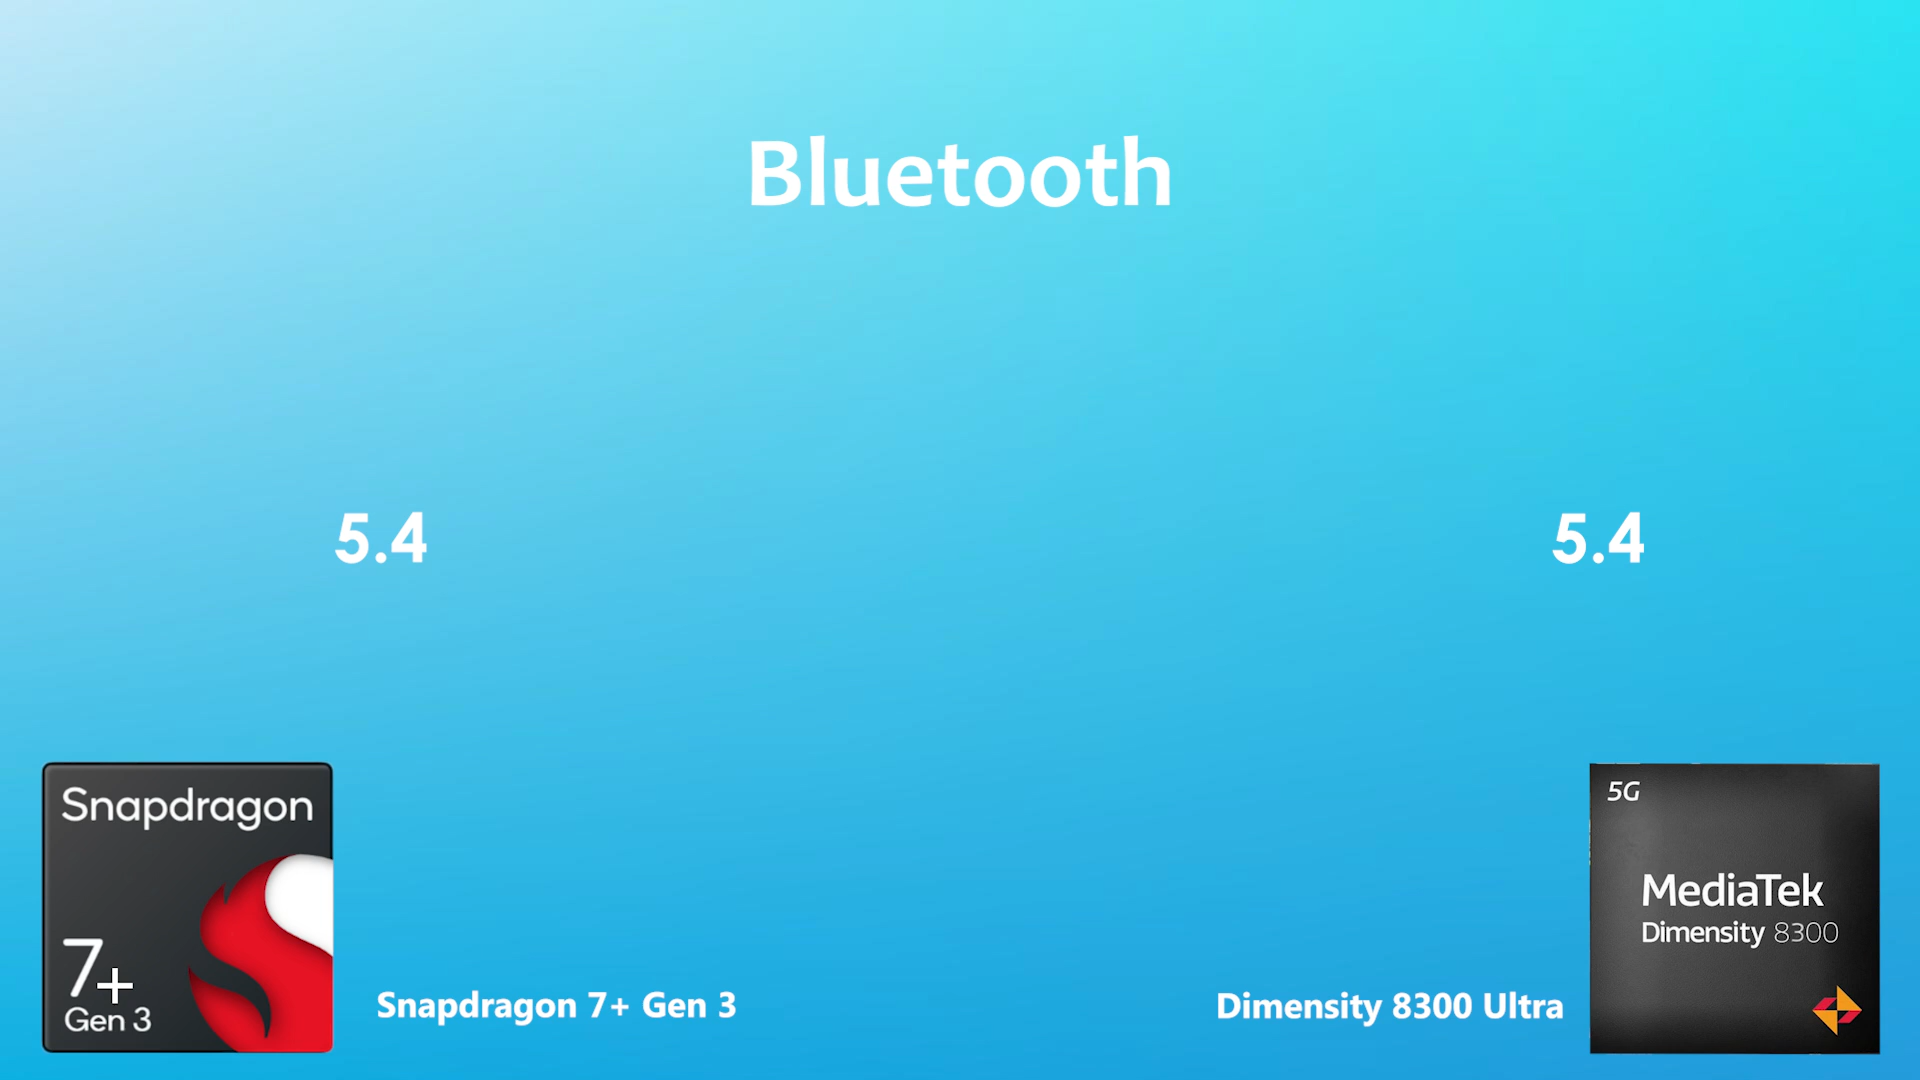 Bluetooth
5.4
5.4
Snapdragon
7+
Gen 3
Snapdragon 7+ Gen 3
Dimensity 8300 Ultra
5G
MediaTek
Dimensity 8300